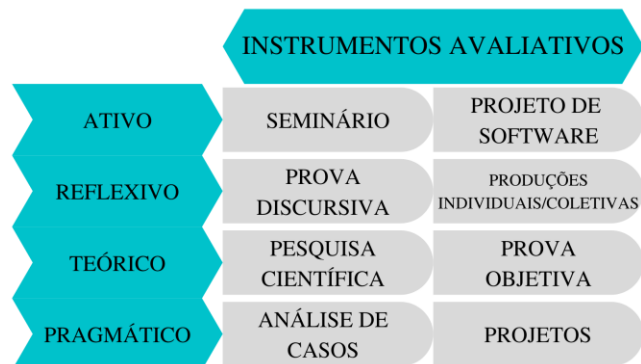 INSTRUMENTOS AVALIATIVOS
ATIVO
SEMINÁRIO
PROJETO DE
SOFTWARE
REFLEXIVO
PROVA
DISCURSIVA
PRODUÇÕES
INDIVIDUAIS/COLETIVAS
TEÓRICO
PESQUISA
CIENTÍFICA
PROVA
OBJETIVA
PRAGMÁTICO
ANÁLISE DE
CASOS
PROJETOS